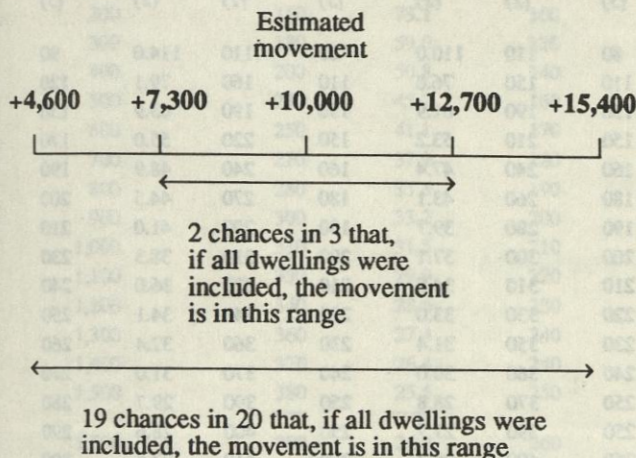 Estimated
movement
+4,600 +7,300 +10,000 +12,700 +15,400
2 chances in 3 that,
if all dwellings were
included, the movement
is in this range
19 chances in 20 that, if all dwellings were
included, the movement is in this range